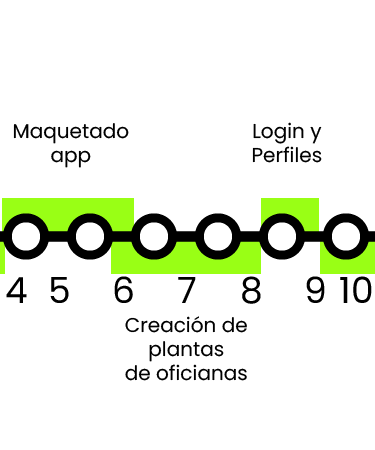 Maquetado
app
Login y
Perfiles
4 5 6 7 8 9 10
Creación de
plantas
de oficianas